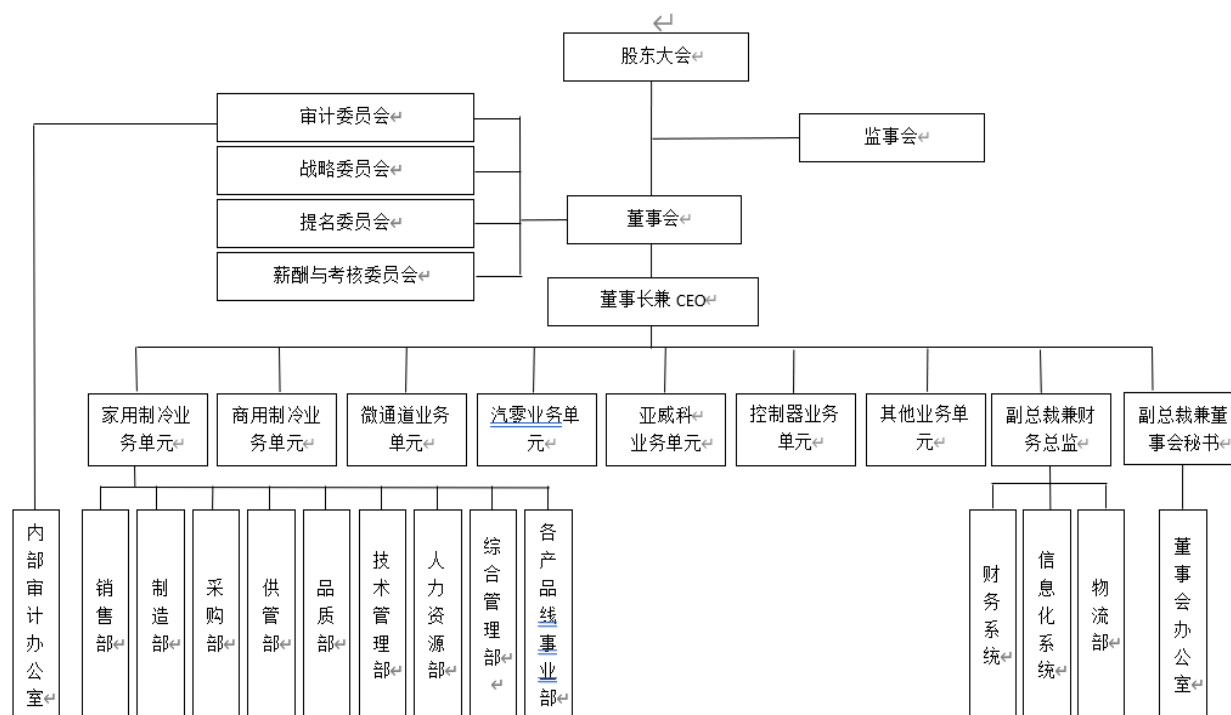 股东大会
审计委员会
监事会
战略委员会
提名委员会
董事会
薪酬与考核委员会
董事长兼 CEO
家用制冷业
务单元
商用制冷业
务单元
微通道业务
单元
汽零业务单
元
亚威科
业务单元
控制器业务
单元
其他业务单
元
副总裁兼财
务总监
副总裁兼董
事会秘书
内部审计办公室
销售部
制造部
采购部
供管部
品质部
技术管理部
人力资源部
综合管理部
各产品线事业部
财务系统
信息化系统
物流部
董事会办公室